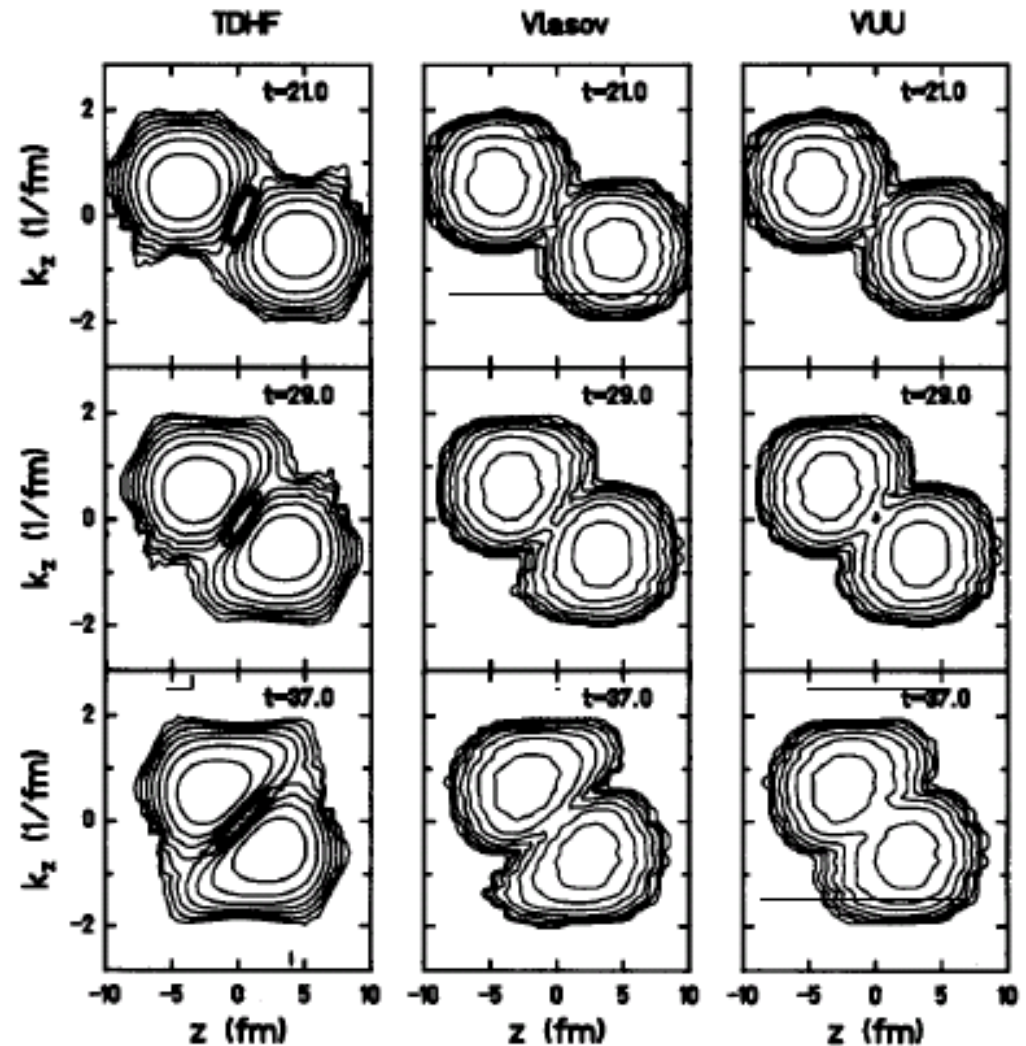 TDHF Vlasov VUU
t=21.0 t=21.0 t=21.0
2
0
-2
k_z (1/fm)
t=29.0 t=29.0 t=29.0
2
0
-2
k_z (1/fm)
t=37.0 t=37.0 t=37.0
2
0
-2
k_z (1/fm)
-10 -5 0 5 10 -10 -5 0 5 10 -10 -5 0 5 10
z (fm) z (fm) z (fm)